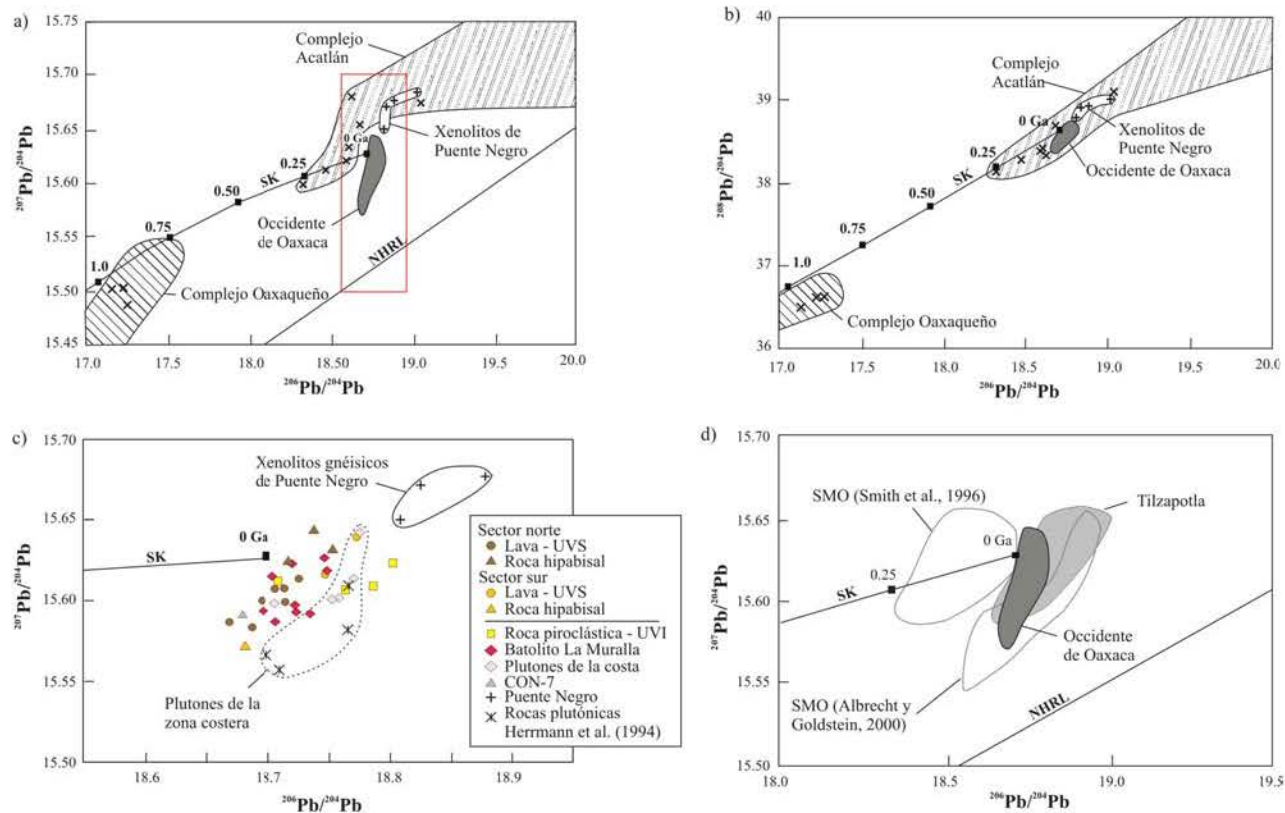 a)
15.75
15.70
15.65
15.60
15.55
15.50
15.45
²⁰⁷Pb/²⁰⁴Pb
Complejo
Acatlán
0 Ga
0.25
SK
0.50
0.75
1.0
Xenolitos de
Puente Negro
Occidente
de Oaxaca
NHRI
Complejo Oaxaqueño
17.0
17.5
18.0
18.5
19.0
20.0
²⁰⁶Pb/²⁰⁴Pb
b)
40
39
38
37
36
²⁰⁸Pb/²⁰⁴Pb
Complejo
Acatlán
0 Ga
0.25
SK
0.50
0.75
1.0
Xenolitos de
Puente Negro
Occidente de Oaxaca
Complejo Oaxaqueño
17.0
17.5
18.0
18.5
19.0
20.0
²⁰⁶Pb/²⁰⁴Pb
c)
15.70
15.65
15.60
15.55
15.50
²⁰⁷Pb/²⁰⁴Pb
Xenolitos gnéisicos
de Puente Negro
0 Ga
SK
Plutones de la
zona costera
Sector norte
Lava - UVS
Roca hipabisal
Sector sur
Lava - UVS
Roca hipabisal
Roca piroclástica - UVI
Batolito La Muralla
Plutones de la costa
CON-7
Puente Negro
Rocas plutónicas
Herrmann et al. (1994)
18.6
18.7
18.8
18.9
²⁰⁶Pb/²⁰⁴Pb
d)
15.70
15.65
15.60
15.55
15.50
²⁰⁷Pb/²⁰⁴Pb
SMO (Smith et al., 1996)
Tilzapotla
0 Ga
0.25
SK
Occidente
de Oaxaca
SMO (Albrecht y
Goldstein, 2000)
NHRL
18.0
18.5
19.0
19.5
²⁰⁶Pb/²⁰⁴Pb